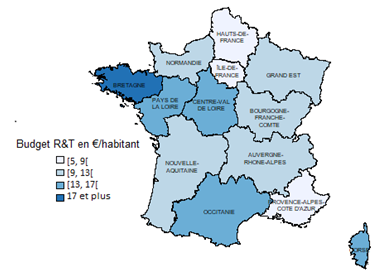 HAUTS-DE-
FRANCE
NORMANDIE
ÎLE-DE-
FRANCE
GRAND EST
BRETAGNE
PAYS DE
LA LOIRE
CENTRE-VAL
DE LOIRE
BOURGOGNE-
FRANCHE-
COMTE
Budget R&T en €/habitant
[5, 9[
[9, 13[
[13, 17[
17 et plus
NOUVELLE-
AQUITAINE
AUVERGNE-
RHONE-ALPES
OCCITANIE
PROVENCE-ALPES-
COTE D'AZUR